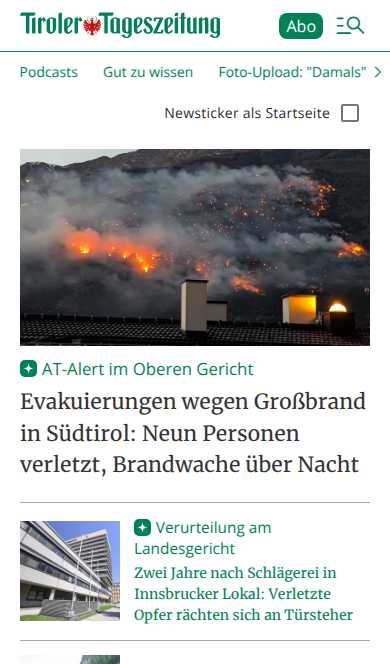 Tiroler Tageszeitung
Abo
Podcasts Gut zu wissen Foto-Upload: "Damals"
Newsticker als Startseite
AT-Alert im Oberen Gericht
Evakuierungen wegen Großbrand
in Südtirol: Neun Personen
verletzt, Brandwache über Nacht
Verurteilung am
Landesgericht
Zwei Jahre nach Schlägerei in
Innsbrucker Lokal: Verletzte
Opfer rächten sich an Türsteher